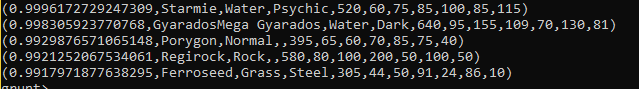 (0.9996172729247309,Starmie,Water,Psychic,520,60,75,85,100,85,115)
(0.998305923770768,GyaradosMega Gyarados,Water,Dark,640,95,155,109,70,130,81)
(0.9929876571065148,Porygon,Normal,,395,65,60,70,85,75,40)
(0.9921252067534061,Regirock,Rock,,580,80,100,200,50,100,50)
(0.9917971877638295,Ferroseed,Grass,Steel,305,44,50,91,24,86,10)
grunt>